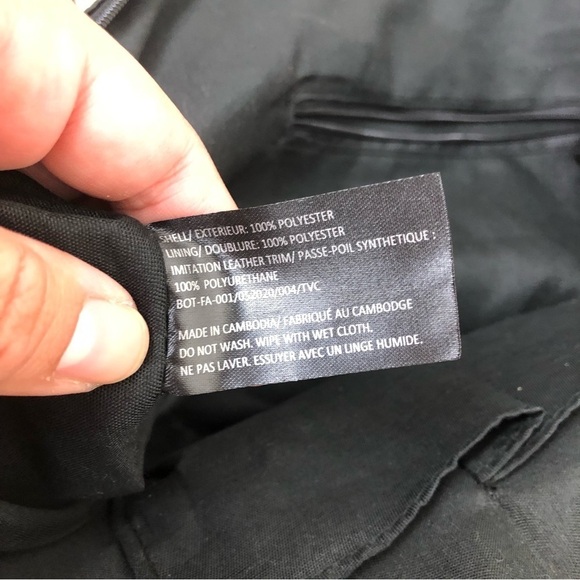 SHELL/ EXTERIEUR: 100% POLYESTER
LINING/ DOUBLURE: 100% POLYESTER
IMITATION LEATHER TRIM/ PASSE-POIL SYNTHETIQUE :
100% POLYURETHANE
BOT-FA-001/052020/004/TVC
MADE IN CAMBODIA/ FABRIQUÉ AU CAMBODGE
DO NOT WASH. WIPE WITH WET CLOTH.
NE PAS LAVER. ESSUYER AVEC UN LINGE HUMIDE.